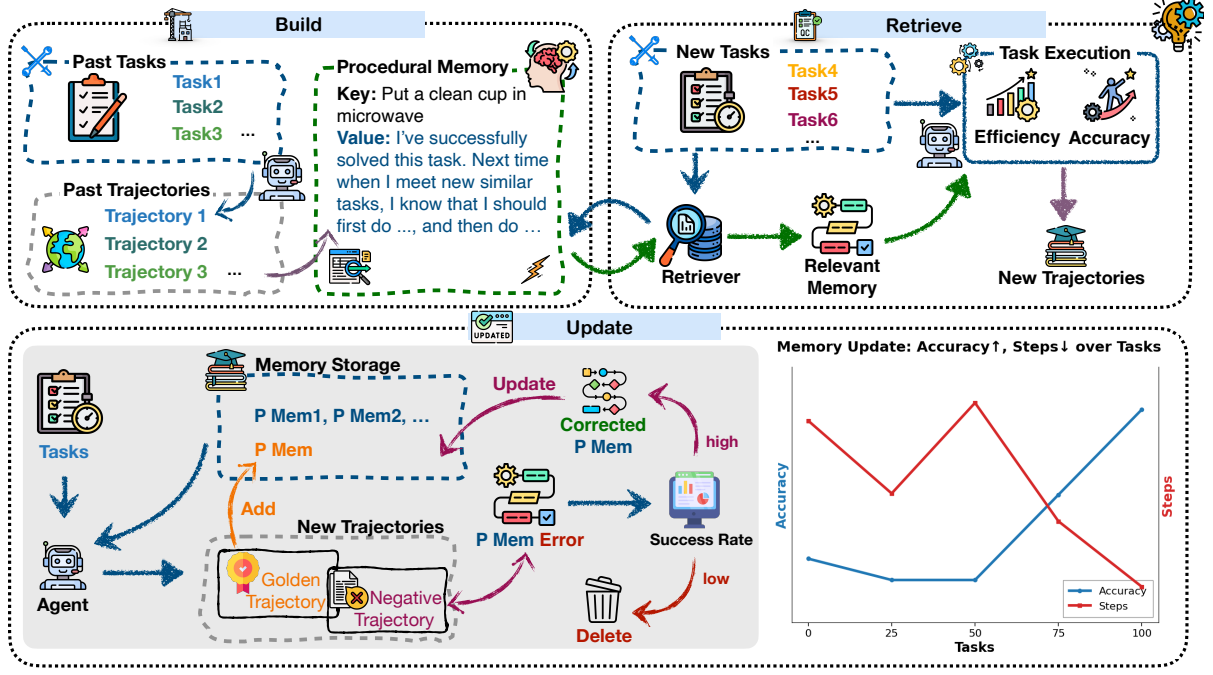 Build
Past Tasks
Task1
Task2
Task3 ...
Past Trajectories
Trajectory 1
Trajectory 2
Trajectory 3 ...
Procedural Memory
Key: Put a clean cup in
microwave
Value: I've successfully
solved this task. Next time
when I meet new similar
tasks, I know that I should
first do ..., and then do ...
Retrieve
QC
New Tasks
Task4
Task5
Task6
...
Task Execution
Efficiency
Accuracy
Retriever
Relevant
Memory
New Trajectories
UPDATED
Update
Tasks
Agent
Memory Storage
P Mem1, P Mem2, ...
P Mem
Add
New Trajectories
Golden
Trajectory
Negative
Trajectory
Update
Corrected
P Mem
high
P Mem Error
Success Rate
low
Delete
Memory Update: Accuracy↑, Steps↓ over Tasks
Accuracy
Steps
Accuracy
Steps
0 25 50 75 100
Tasks